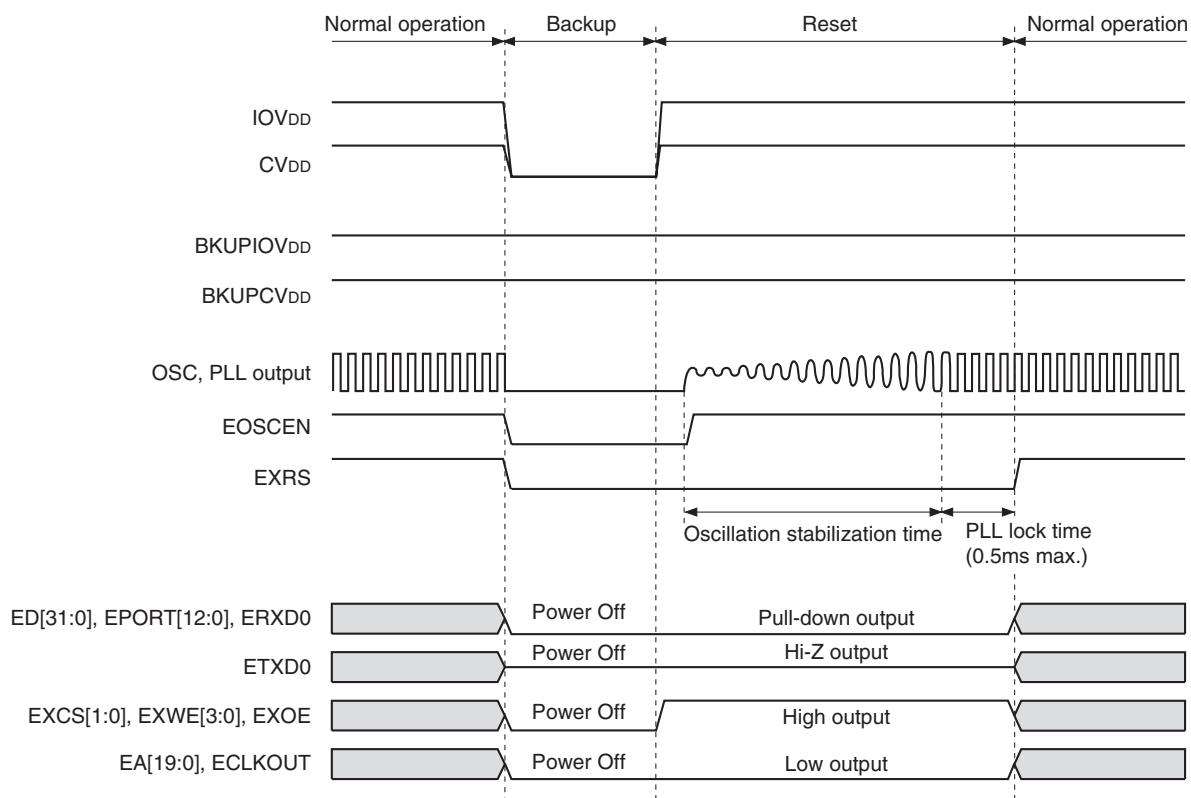 Normal operation
Backup
Reset
Normal operation
IOVDD
CVDD
BKUPIOVDD
BKUPCVDD
OSC, PLL output
EOSCEN
EXRS
Oscillation stabilization time
PLL lock time
(0.5ms max.)
ED[31:0], EPORT[12:0], ERXD0
Power Off
Pull-down output
ETXD0
Power Off
Hi-Z output
EXCS[1:0], EXWE[3:0], EXOE
Power Off
High output
EA[19:0], ECLKOUT
Power Off
Low output